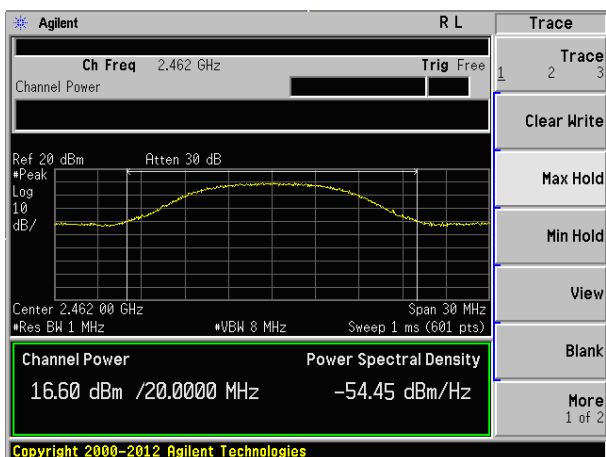 Agilent R L Trace
Ch Freq 2.462 GHz Trig Free
Channel Power
Trace
1 2 3
Clear Write
Max Hold
Min Hold
View
Blank
More
1 of 2
Ref 20 dBm Atten 30 dB
#Peak
Log
10
dB/
Center 2.462 00 GHz Span 30 MHz
#Res BW 1 MHz #VBW 8 MHz Sweep 1 ms (601 pts)
Channel Power Power Spectral Density
16.60 dBm /20.0000 MHz -54.45 dBm/Hz
Copyright 2000-2012 Agilent Technologies